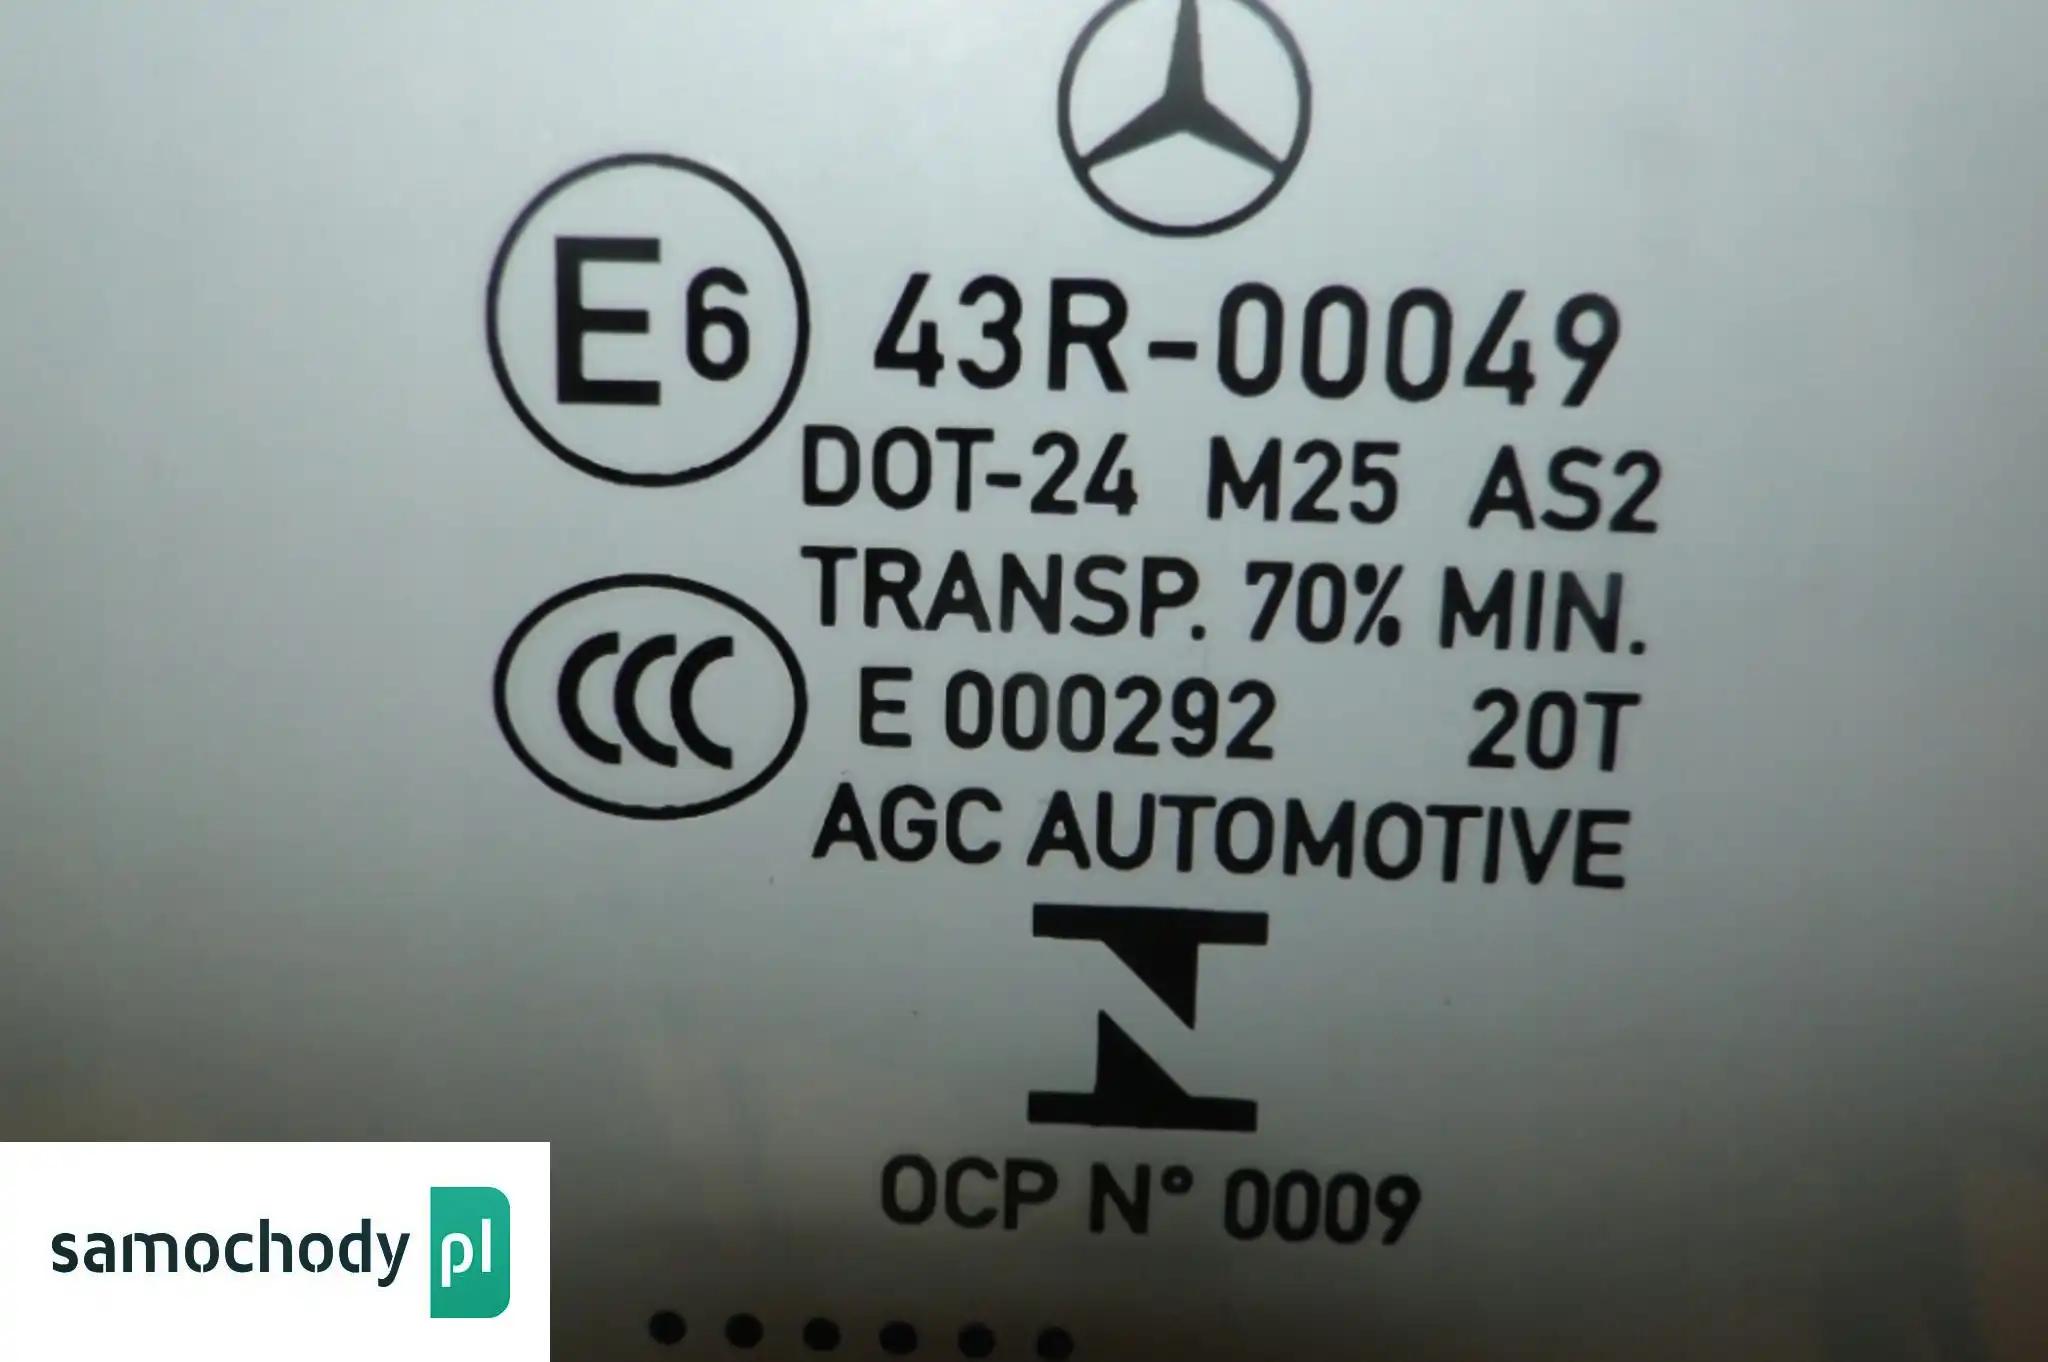 E6 43R-00049
DOT-24 M25 AS2
TRANSP. 70% MIN.
CCC
E 000292 20T
AGC AUTOMOTIVE
OCP N° 0009
samochody pl